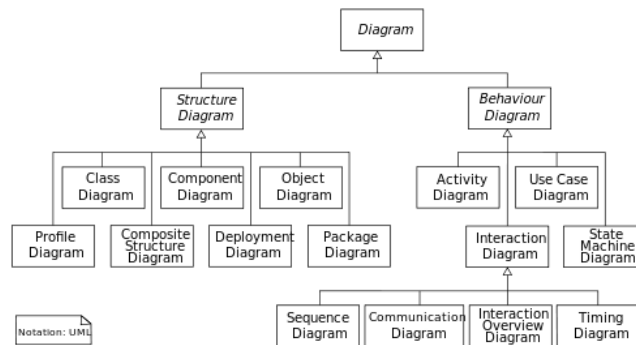 Diagram
Structure
Diagram
Behaviour
Diagram
Class
Diagram
Component
Diagram
Object
Diagram
Activity
Diagram
Use Case
Diagram
Profile
Diagram
Composite
Structure
Diagram
Deployment
Diagram
Package
Diagram
Interaction
Diagram
State
Machine
Diagram
Sequence
Diagram
Communication
Diagram
Interaction
Overview
Diagram
Timing
Diagram
Notation: UML